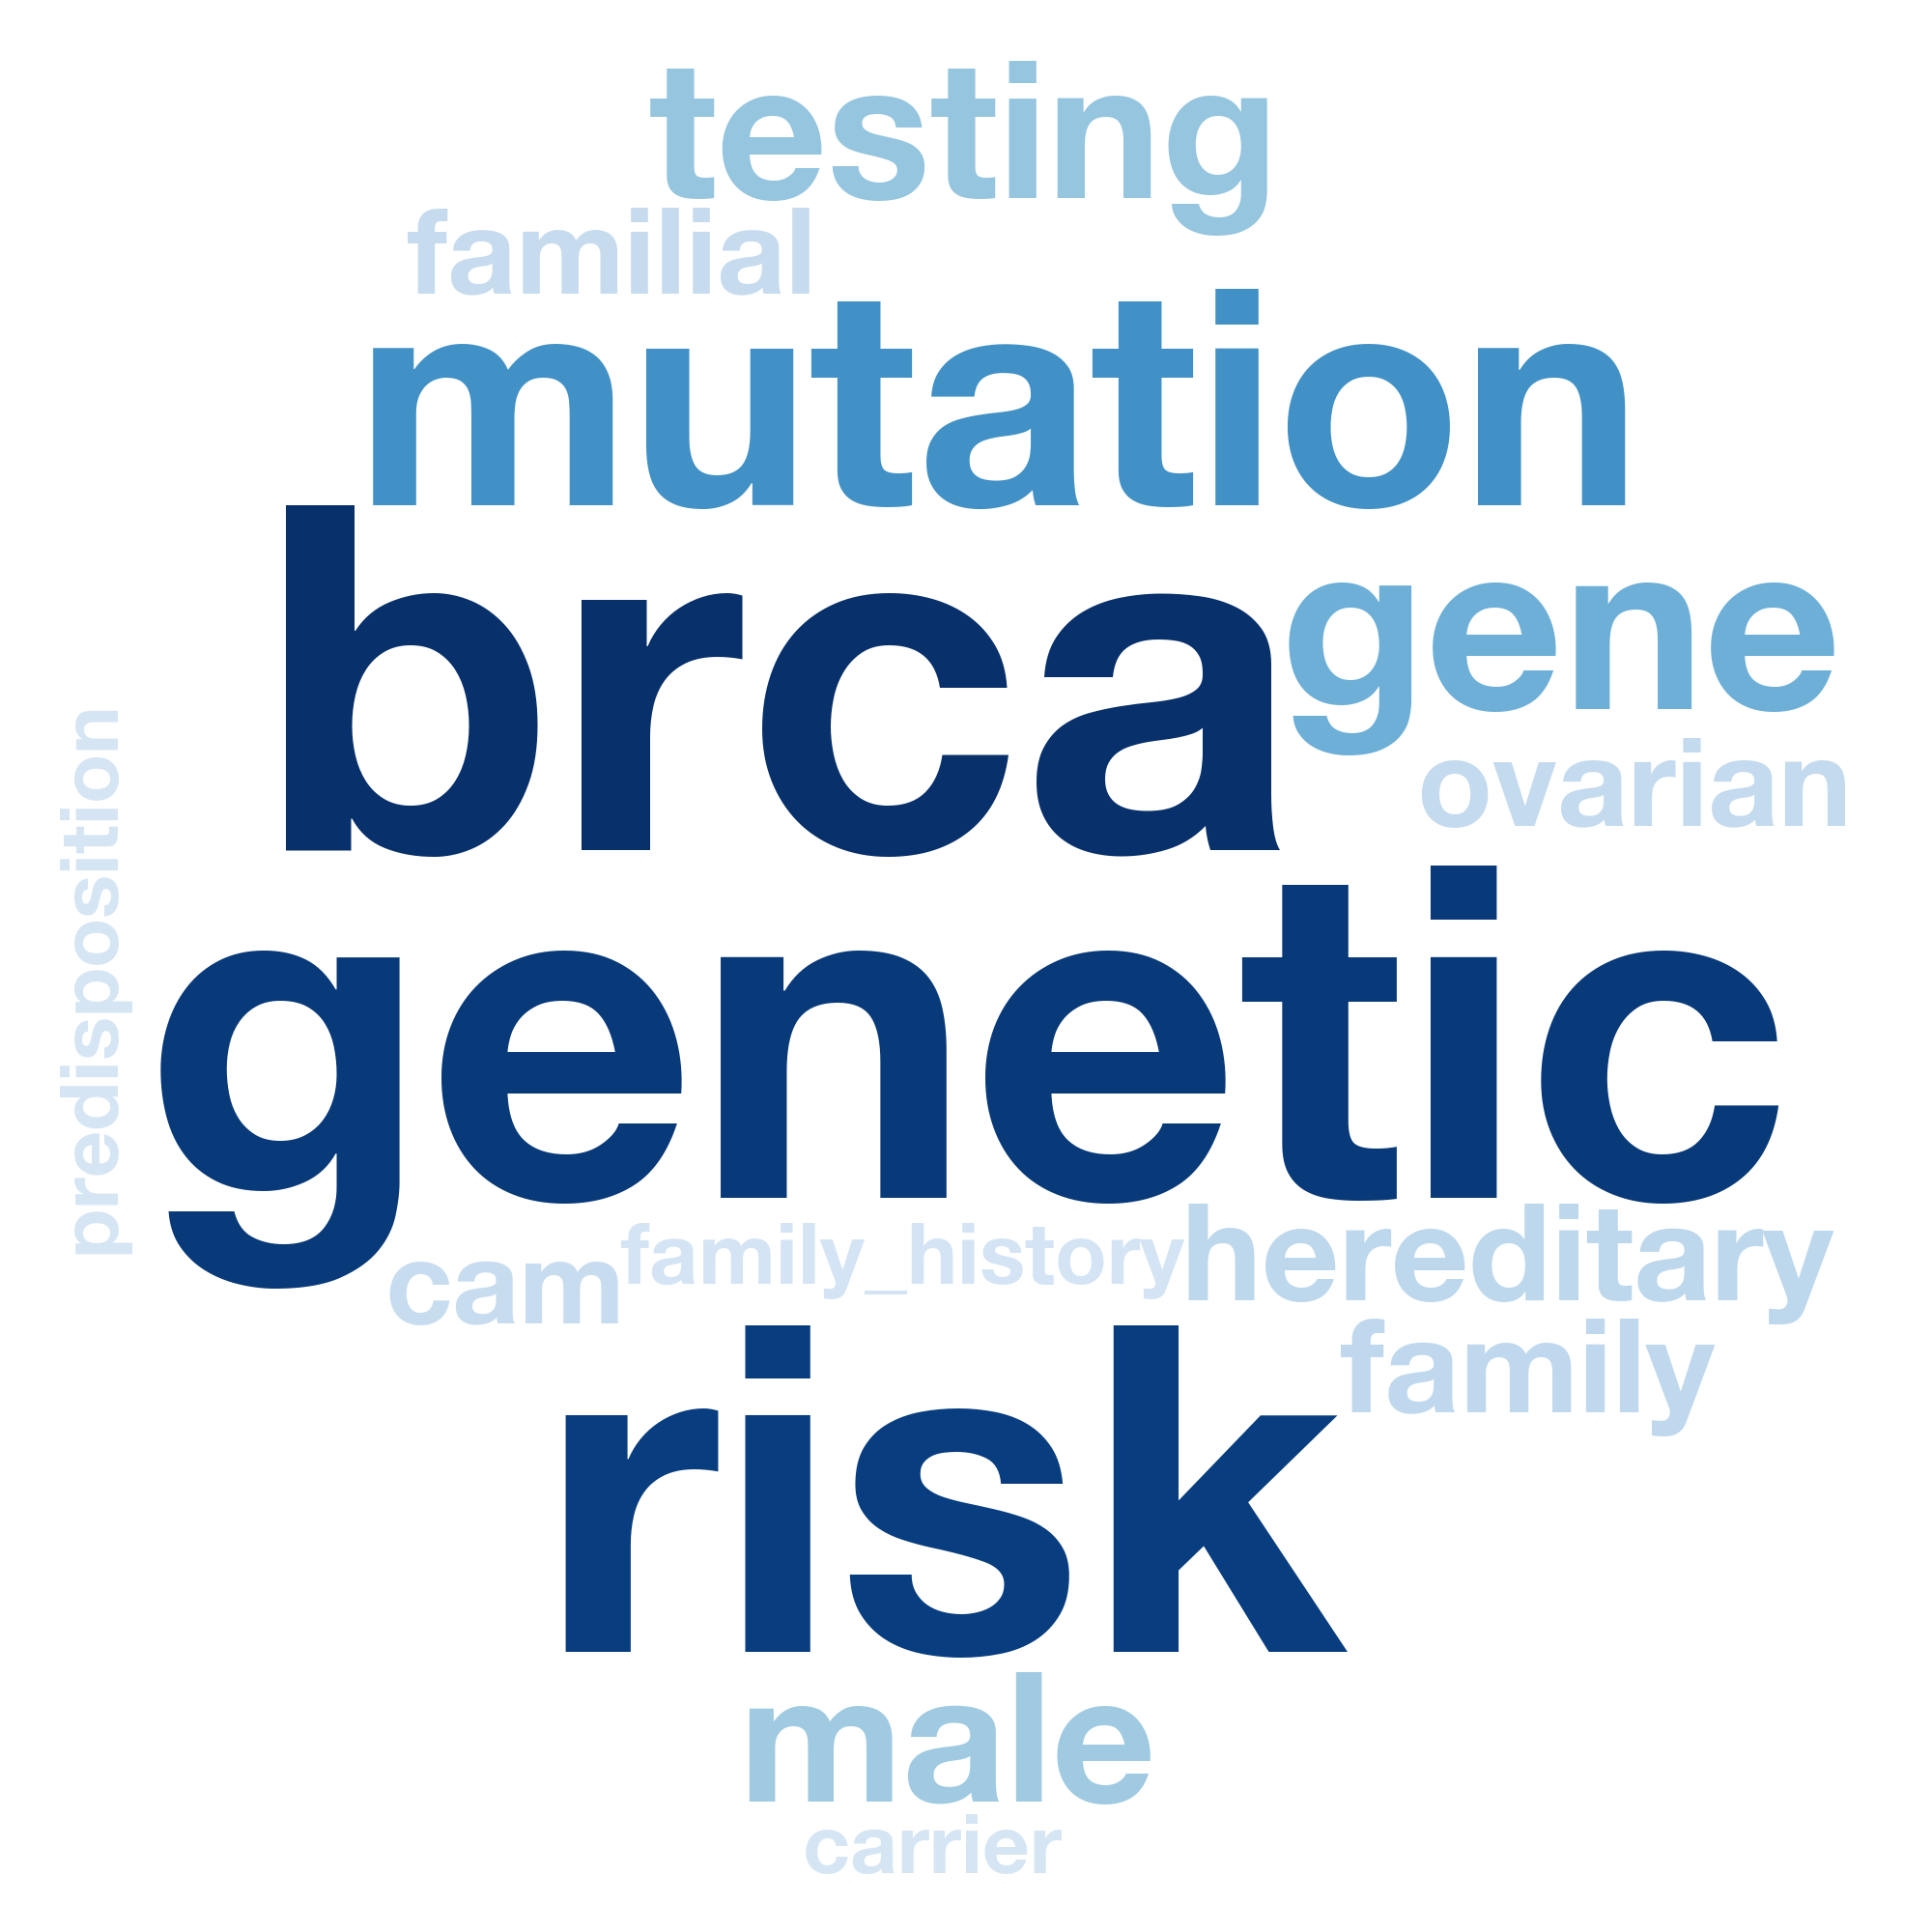 testing
familial
mutation
brca
gene
ovarian
predisposition
genetic
cam
family_history
hereditary
family
risk
male
carrier